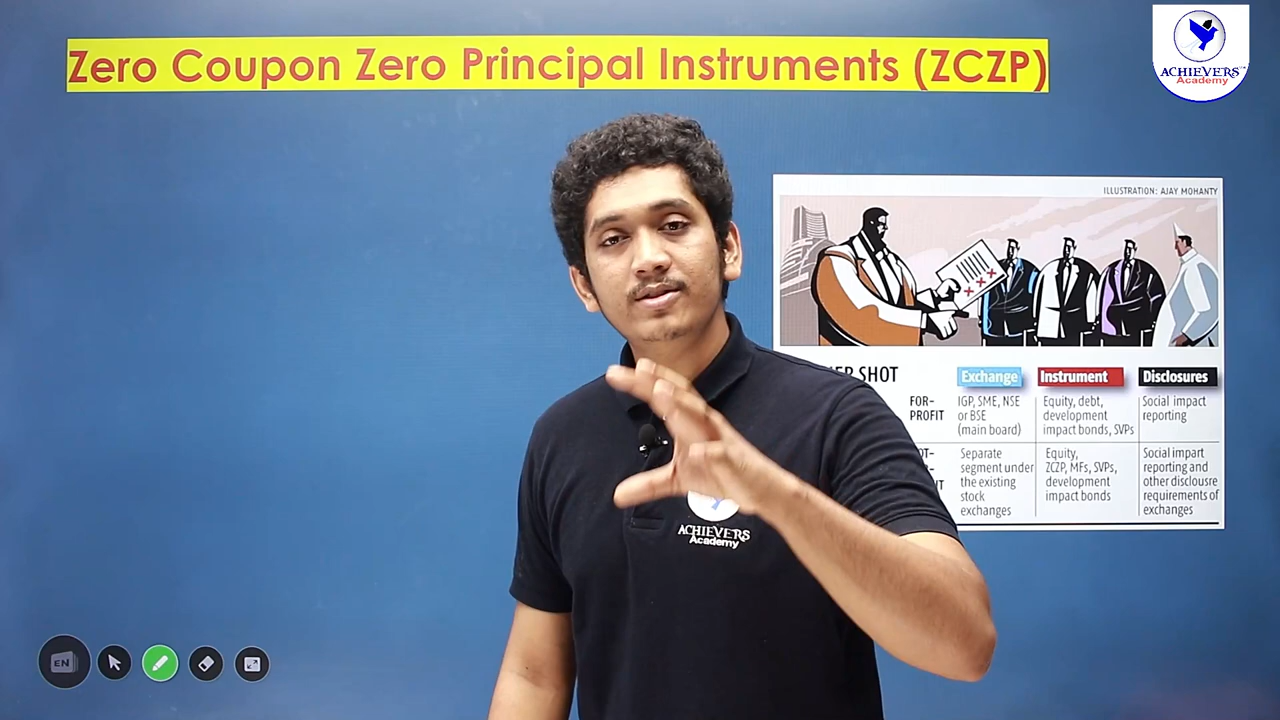 Zero Coupon Zero Principal Instruments (ZCZP)
ACHIEVERS
Academy
ILLUSTRATION: AJAY MOHANTY
SHOT
Exchange
Instrument
Disclosures
FOR-
PROFIT
IGP, SME, NSE
or BSE
(main board)
Equity, debt,
development
impact bonds, SVPs
Social impact
reporting
Separate
segment under
the existing
stock
exchanges
Equity,
ZCZP, MFs, SVPs,
development
impact bonds
Social impart
reporting and
other disclousre
requirements of
exchanges
ACHIEVERS
Academy
EN